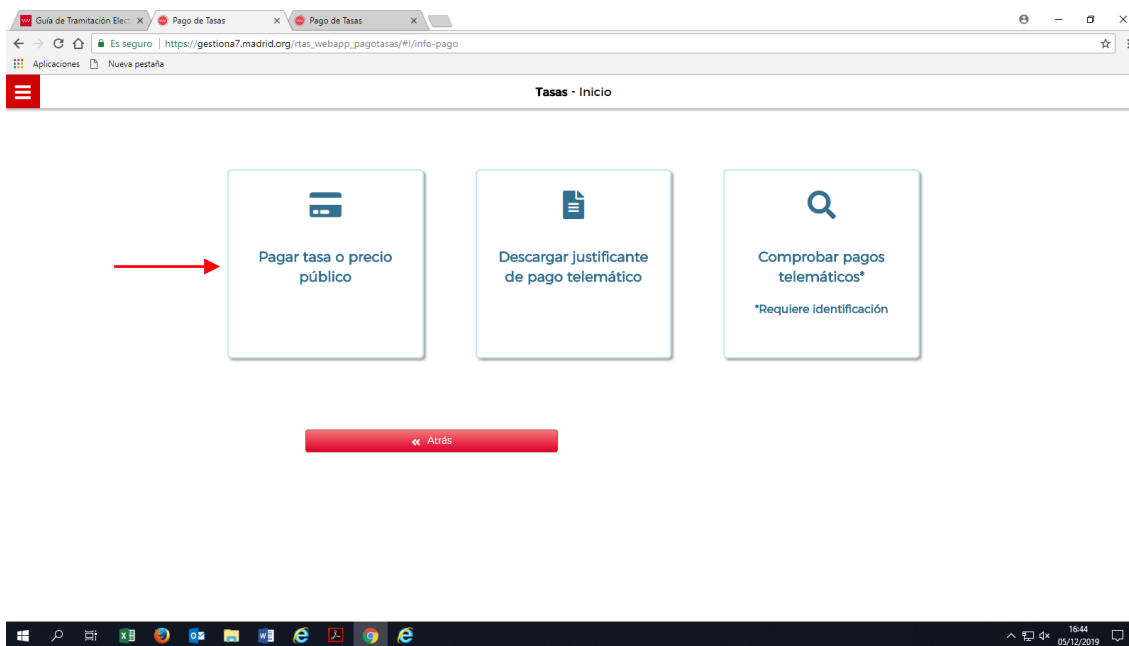 Guía de Tramitación Elect
Pago de Tasas
Pago de Tasas
Es seguro | https://gestiona7.madrid.org/rtas_webapp_pagotasas/#!/info-pago
Aplicaciones
Nueva pestaña
Tasas - Inicio
Pagar tasa o precio
público
Descargar justificante
de pago telemático
Comprobar pagos
telemáticos*
*Requiere identificación
« Atrás
16:44
05/12/2019